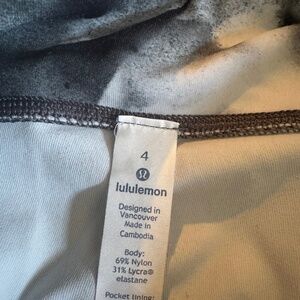 4
lululemon
Designed in
Vancouver
Made in
Cambodia
Body:
69% Nylon
31% Lycra®
elastane
Pocket lining: